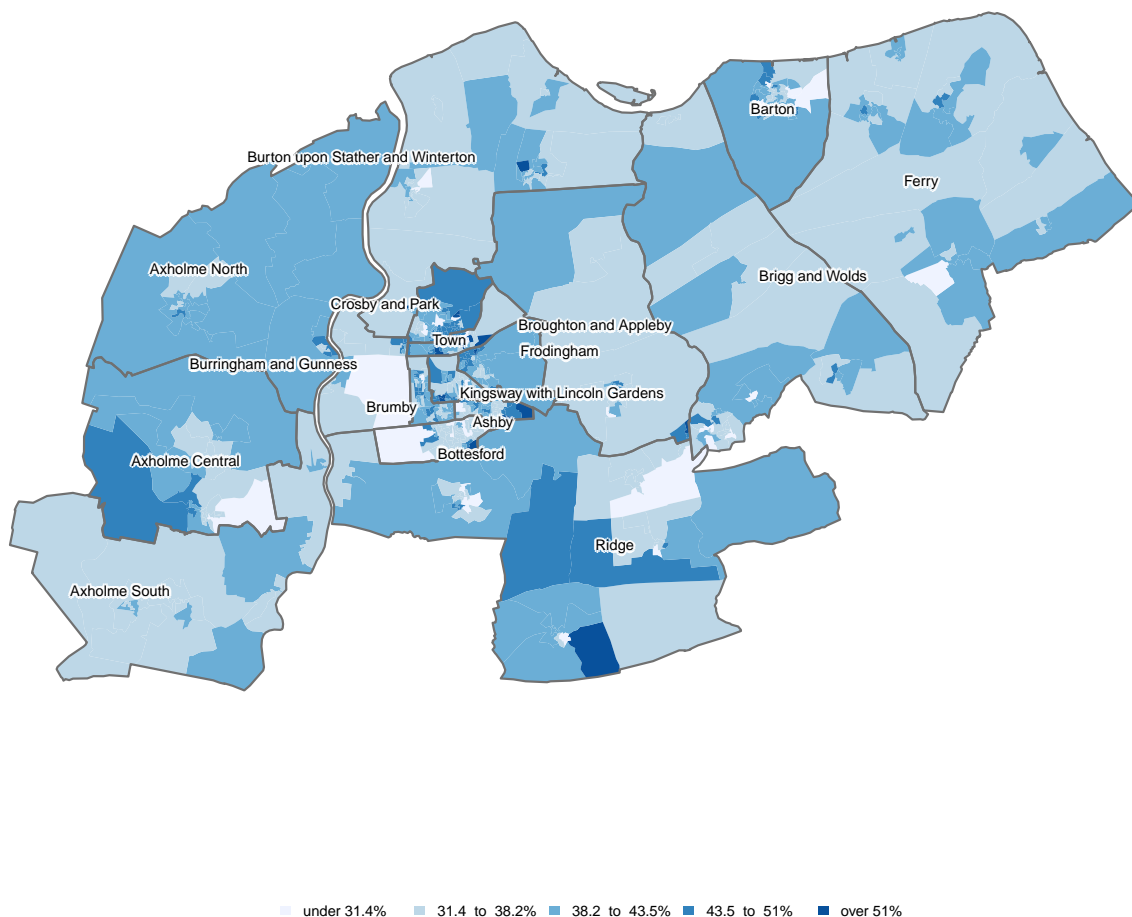 Barton
Burton upon Stather and Winterton
Ferry
Axholme North
Brigg and Wolds
Crosby and Park
Broughton and Appleby
Town
Frodingham
Burringham and Gunness
Kingsway with Lincoln Gardens
Brumby
Ashby
Bottesford
Axholme Central
Ridge
Axholme South
under 31.4% 31.4 to 38.2% 38.2 to 43.5% 43.5 to 51% over 51%